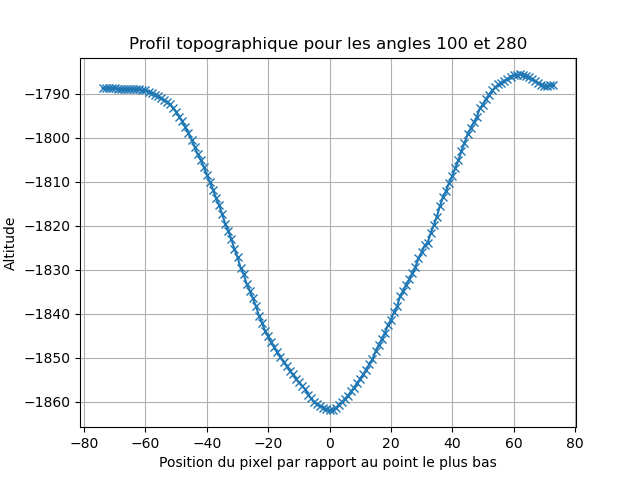 Profil topographique pour les angles 100 et 280
−1790
−1800
−1810
−1820
−1830
−1840
−1850
−1860
Altitude
−80 −60 −40 −20 0 20 40 60 80
Position du pixel par rapport au point le plus bas